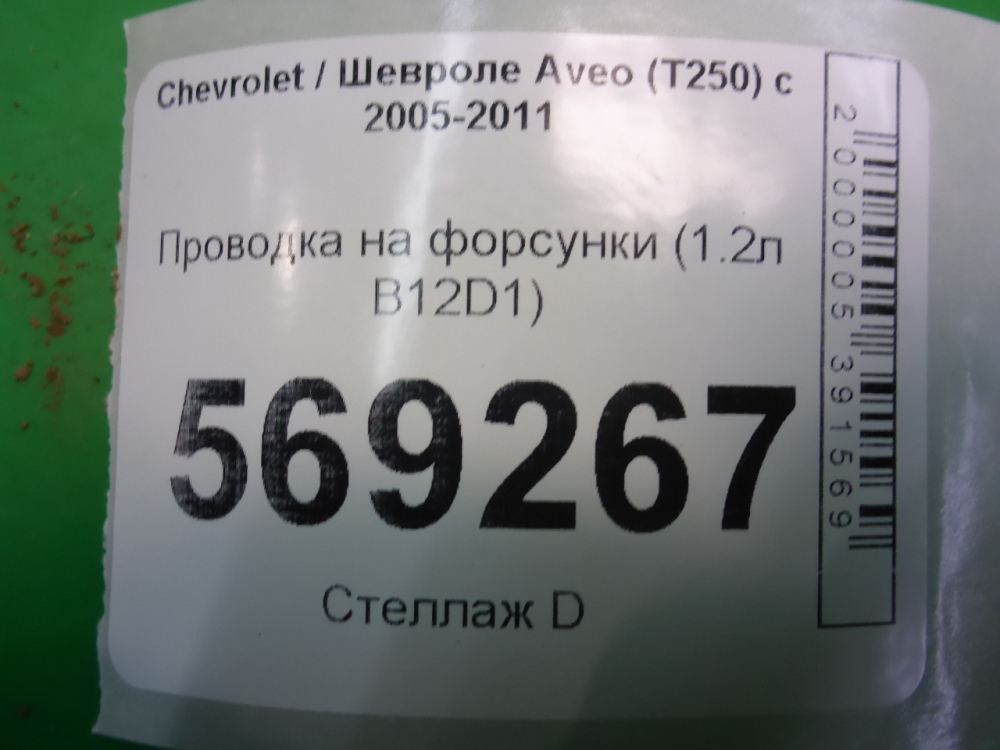 Chevrolet / Шевроле Aveo (T250) с
2005-2011
Проводка на форсунки (1.2л
B12D1)
569267
Стеллаж D
2000005391569